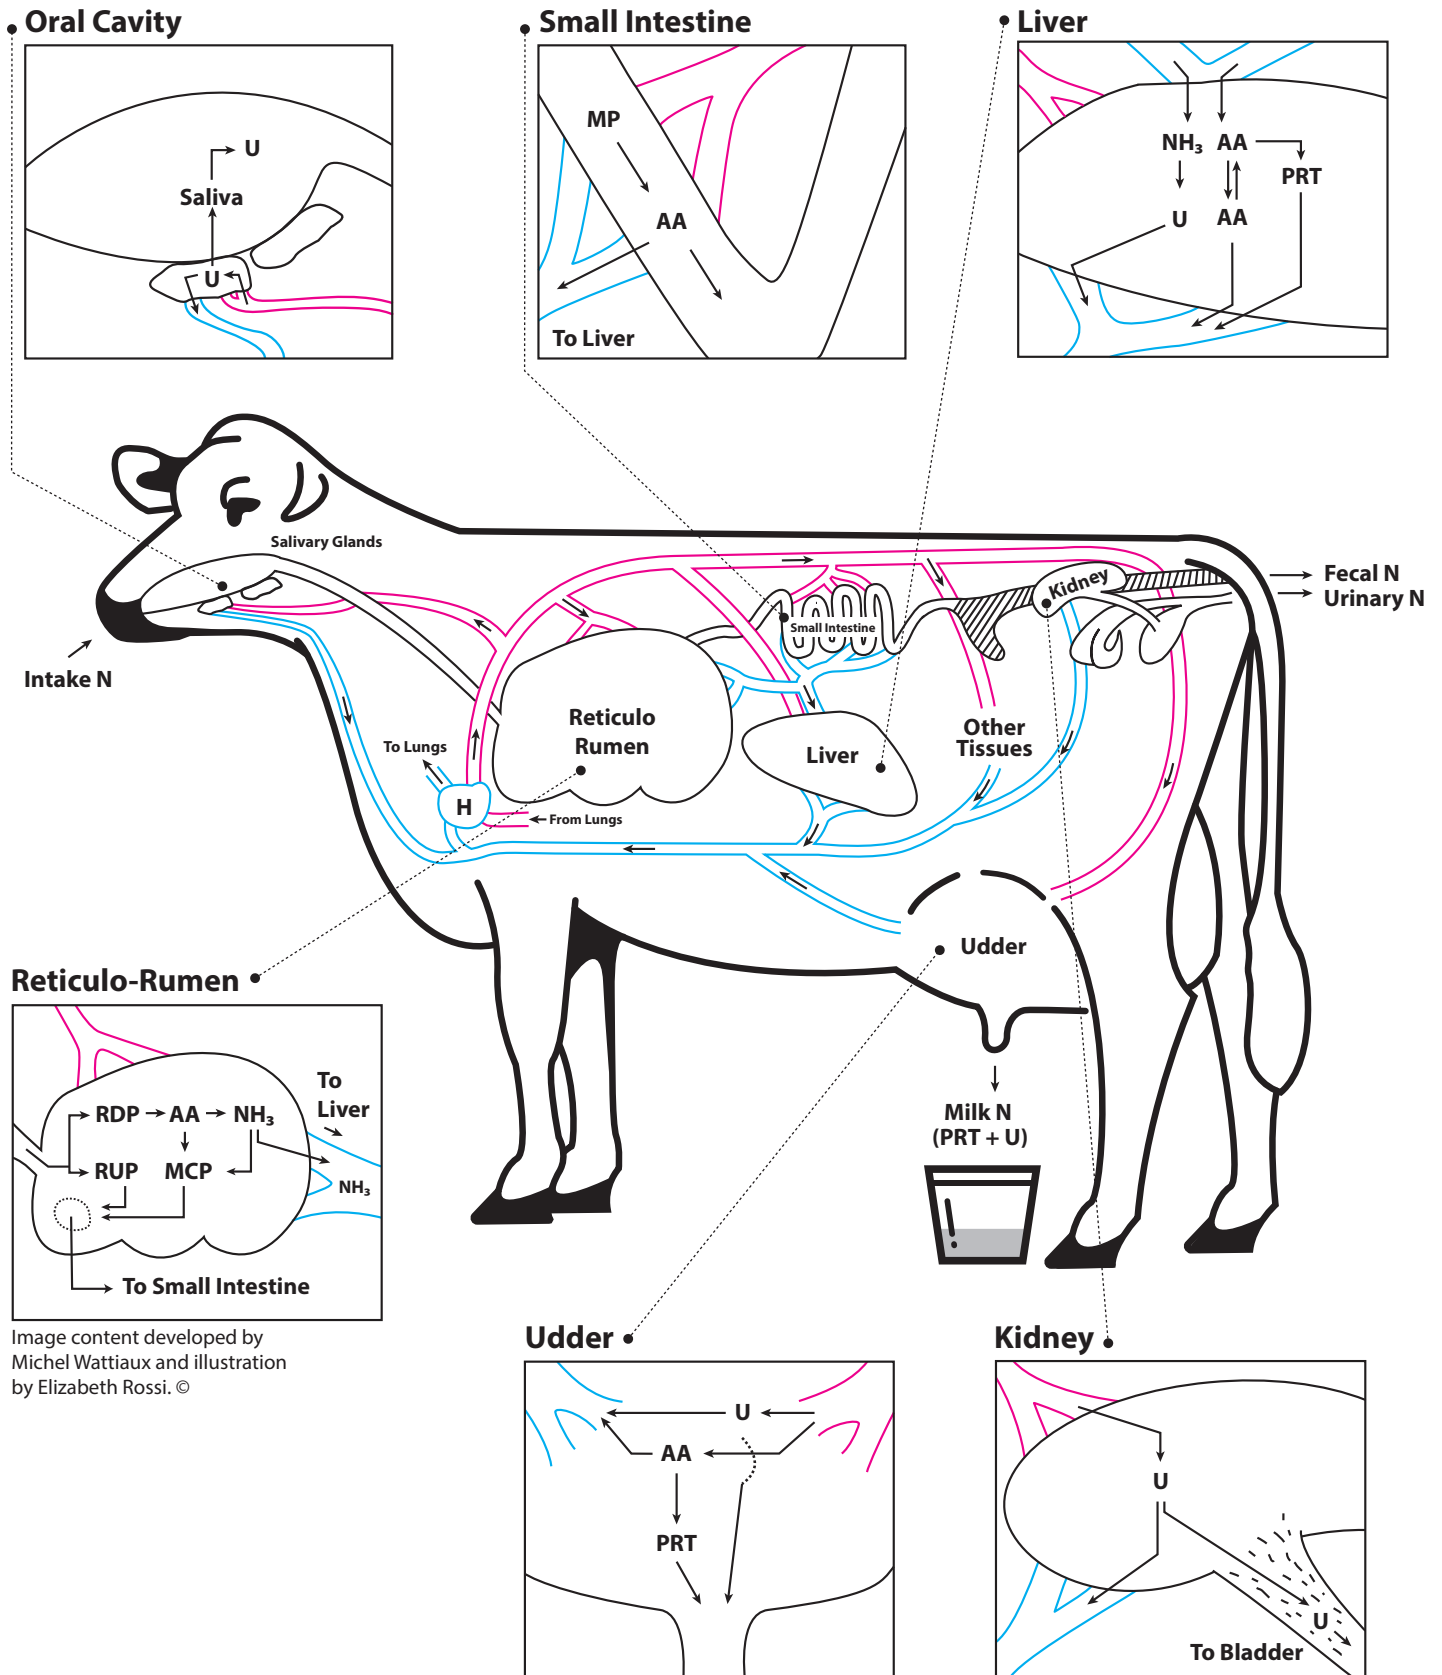 Oral Cavity
U
Saliva
U
Small Intestine
MP
AA
To Liver
Liver
NH₃ AA
PRT
U AA
Salivary Glands
Intake N
To Lungs
H
From Lungs
Reticulo
Rumen
Small Intestine
Liver
Other
Tissues
Kidney
Fecal N
Urinary N
Udder
Milk N
(PRT + U)
Reticulo-Rumen
To
Liver
RDP AA NH₃
RUP MCP
NH₃
To Small Intestine
Image content developed by
Michel Wattiaux and illustration
by Elizabeth Rossi. ©
Udder
U
AA
PRT
Kidney
U
U
To Bladder